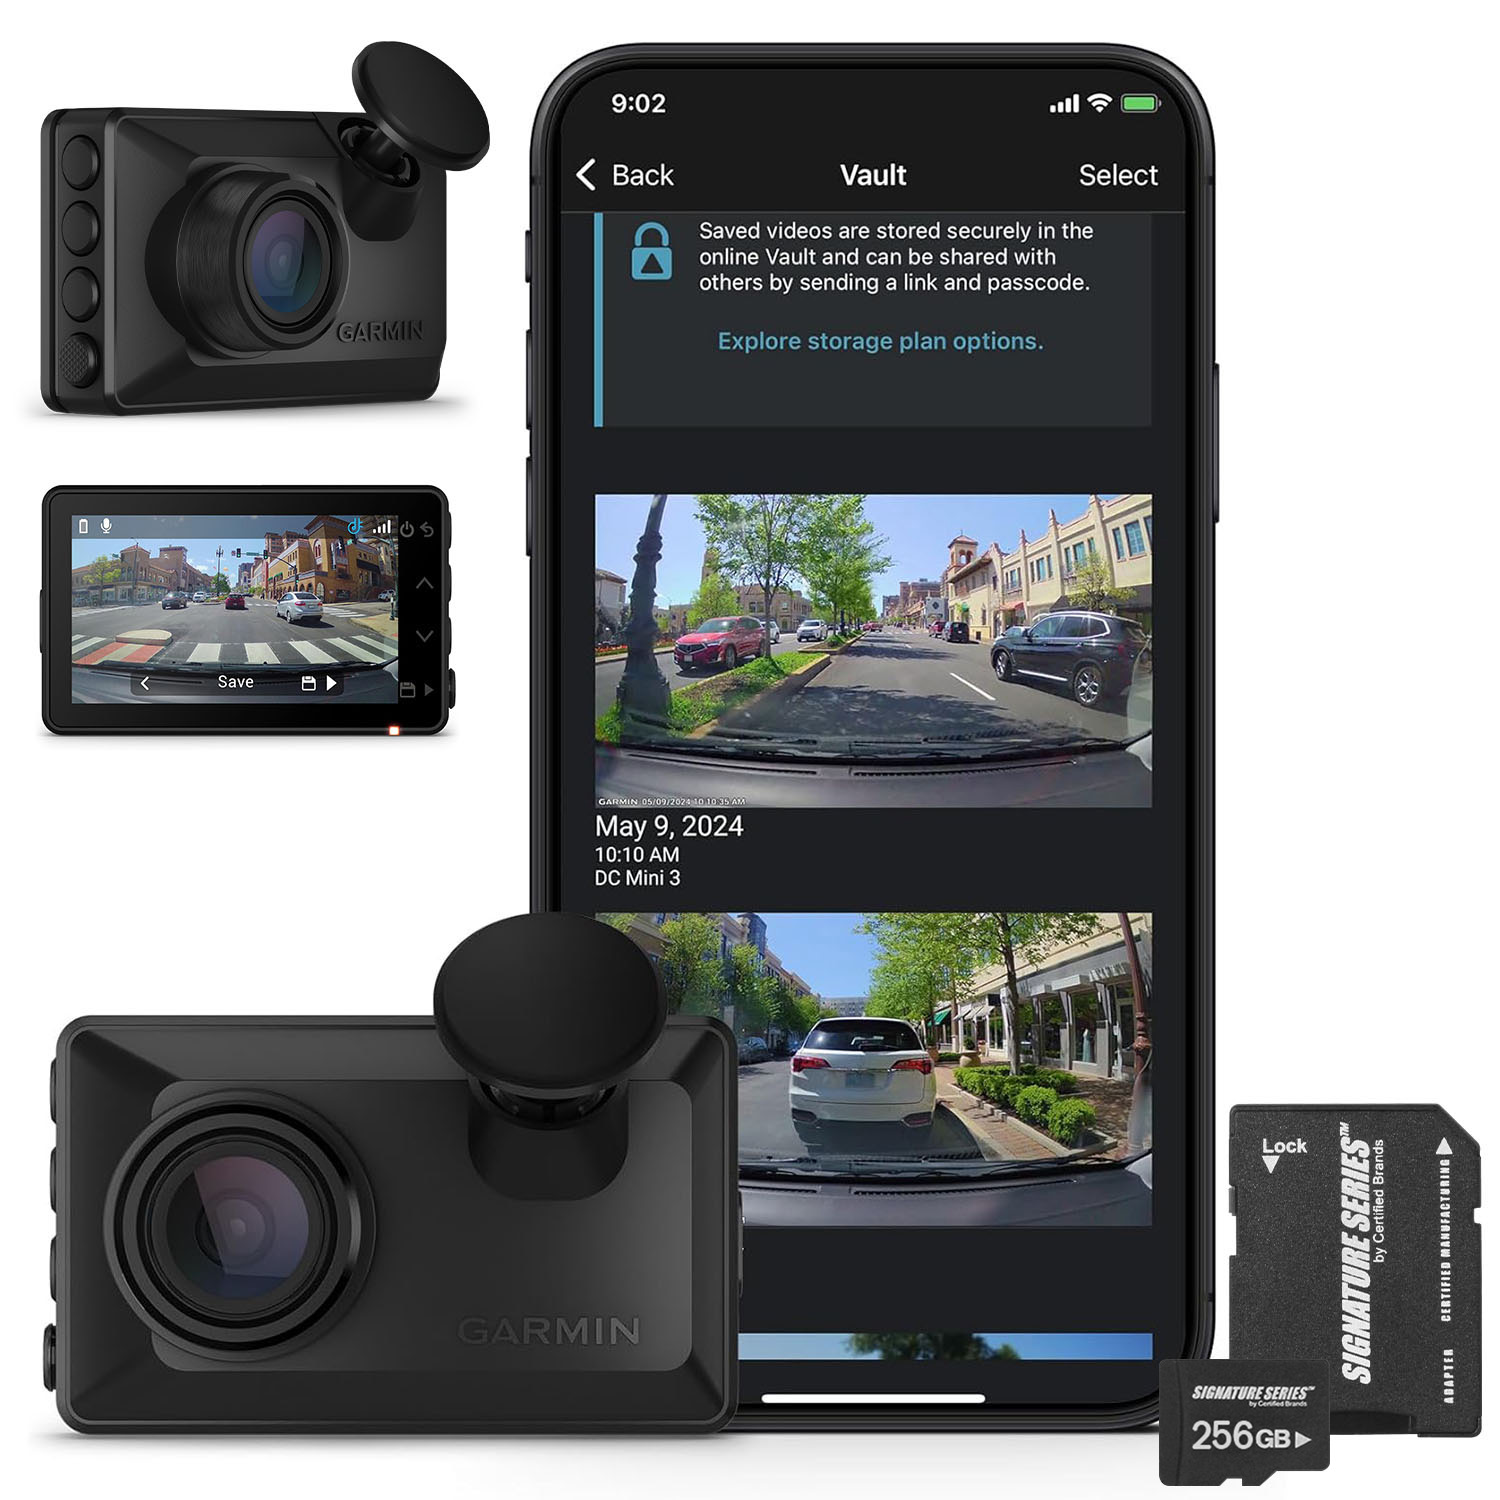 GARMIN
Save
9:02
Back
Vault
Select
Saved videos are stored securely in the
online Vault and can be shared with
others by sending a link and passcode.
Explore storage plan options.
GARMIN 05/09/2024 10:10:35 AM
May 9, 2024
10:10 AM
DC Mini 3
GARMIN
Lock
SIGNATURE SERIES™
by Certified Brands
ADAPTER CERTIFIED MANUFACTURING
SIGNATURE SERIES™
by Certified Brands
256GB